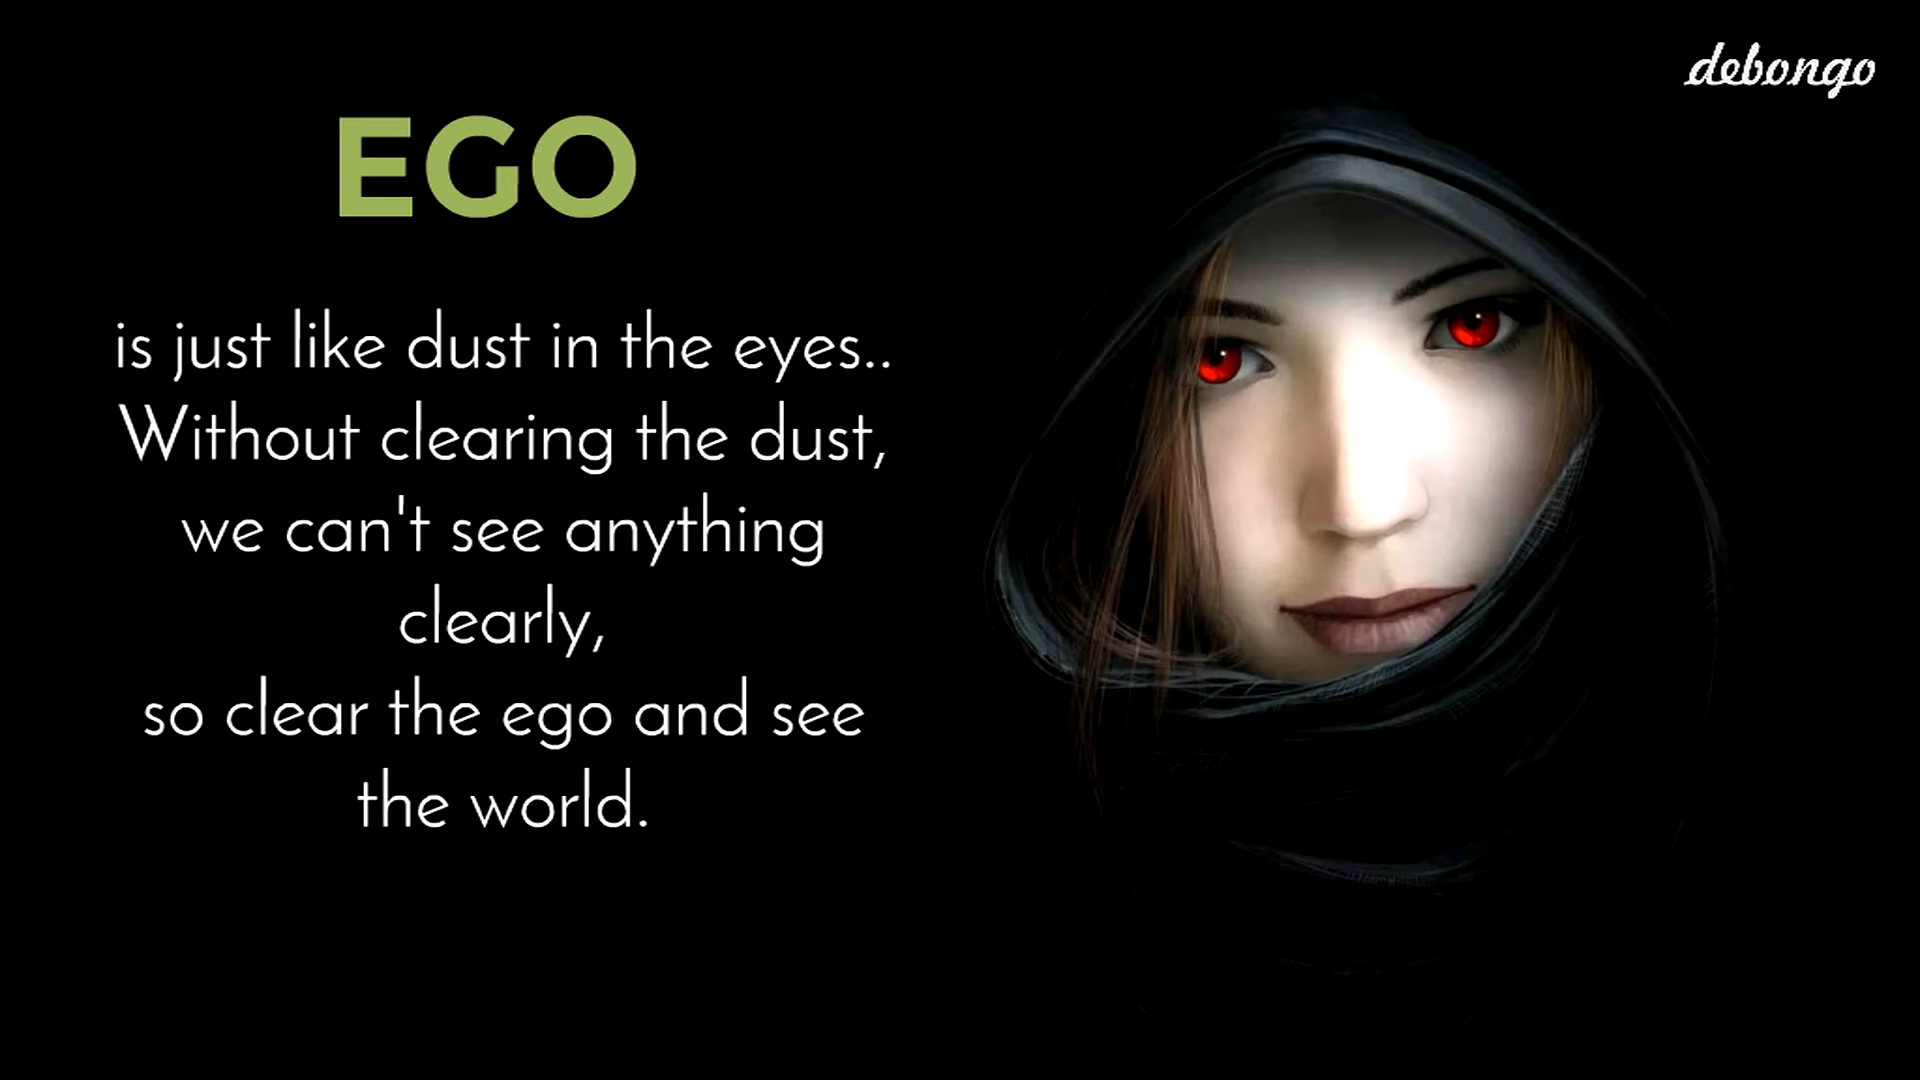 debongo
EGO
is just like dust in the eyes..
Without clearing the dust,
we can't see anything
clearly,
so clear the ego and see
the world.